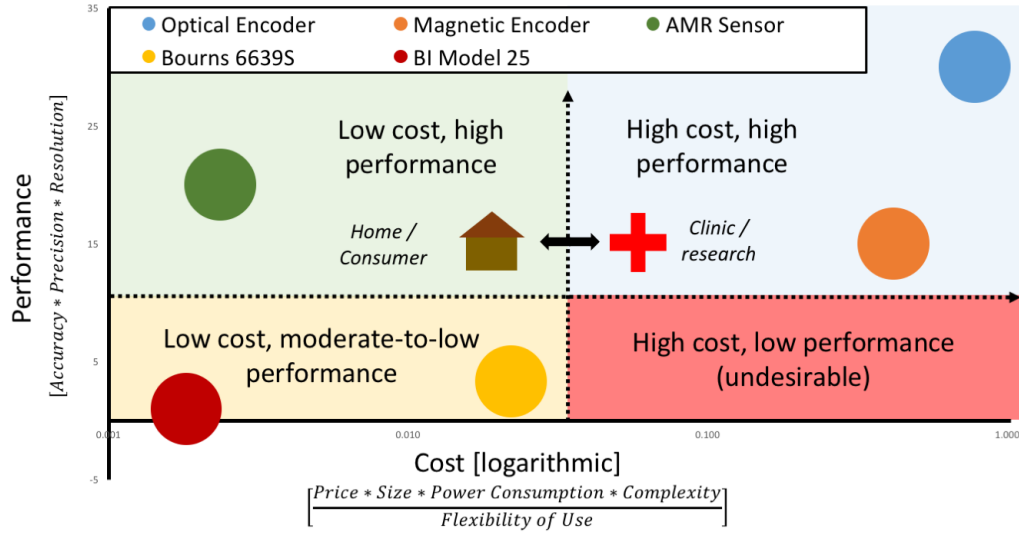 Optical Encoder
Magnetic Encoder
AMR Sensor
Bourns 6639S
BI Model 25
35
25
15
5
-5
Performance
[Accuracy * Precision * Resolution]
Low cost, high
performance
High cost, high
performance
Home /
Consumer
Clinic /
research
Low cost, moderate-to-low
performance
High cost, low performance
(undesirable)
0.001
0.010
0.100
1.000
Cost [logarithmic]
[Price * Size * Power Consumption * Complexity
Flexibility of Use]